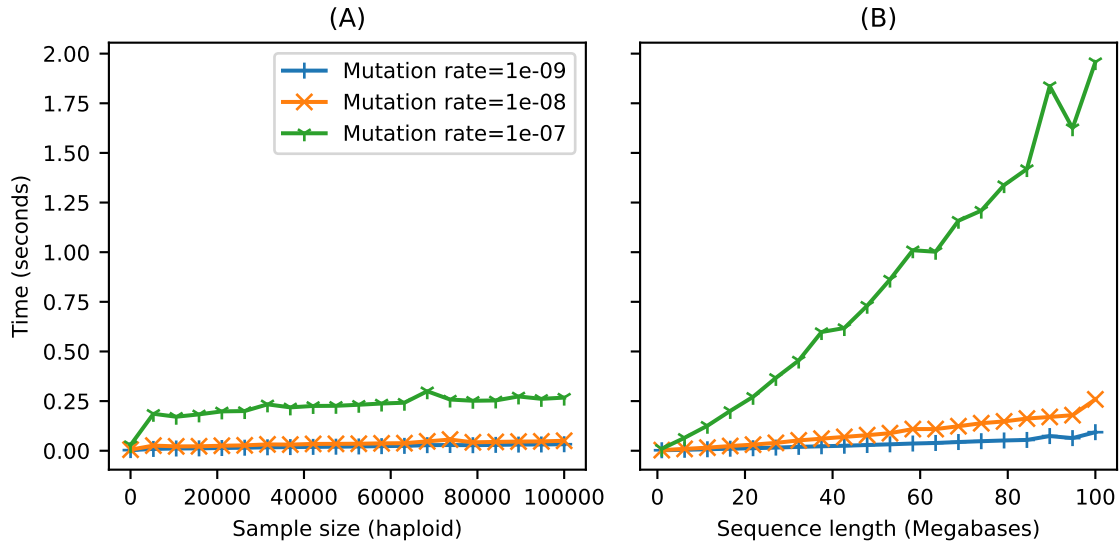 (A)
(B)
2.00
1.75
1.50
1.25
1.00
0.75
0.50
0.25
0.00
Time (seconds)
Mutation rate=1e-09
Mutation rate=1e-08
Mutation rate=1e-07
0 20000 40000 60000 80000 100000
0 20 40 60 80 100
Sample size (haploid)
Sequence length (Megabases)